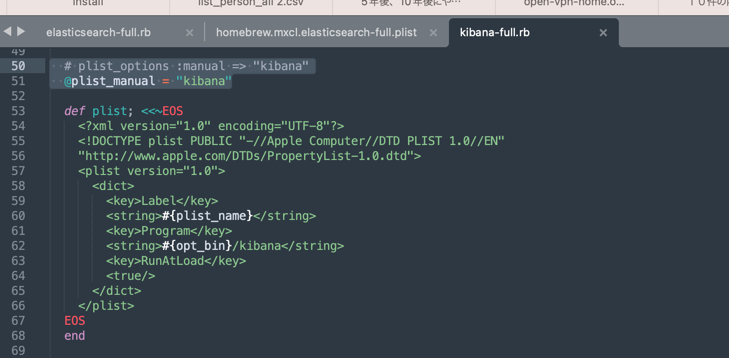 install
list_person_all 2.csv
5年後、10年後にや…
open-vpn-home.o…
elasticsearch-full.rb ×
homebrew.mxcl.elasticsearch-full.plist ×
kibana-full.rb ×
49
50 # plist_options :manual => "kibana"
51 @plist_manual = "kibana"
52
53 def plist; <<~EOS
54 <?xml version="1.0" encoding="UTF-8"?>
55 <!DOCTYPE plist PUBLIC "-//Apple Computer//DTD PLIST 1.0//EN"
56 "http://www.apple.com/DTDs/PropertyList-1.0.dtd">
57 <plist version="1.0">
58 <dict>
59 <key>Label</key>
60 <string>#{plist_name}</string>
61 <key>Program</key>
62 <string>#{opt_bin}/kibana</string>
63 <key>RunAtLoad</key>
64 <true/>
65 </dict>
66 </plist>
67 EOS
68 end
69